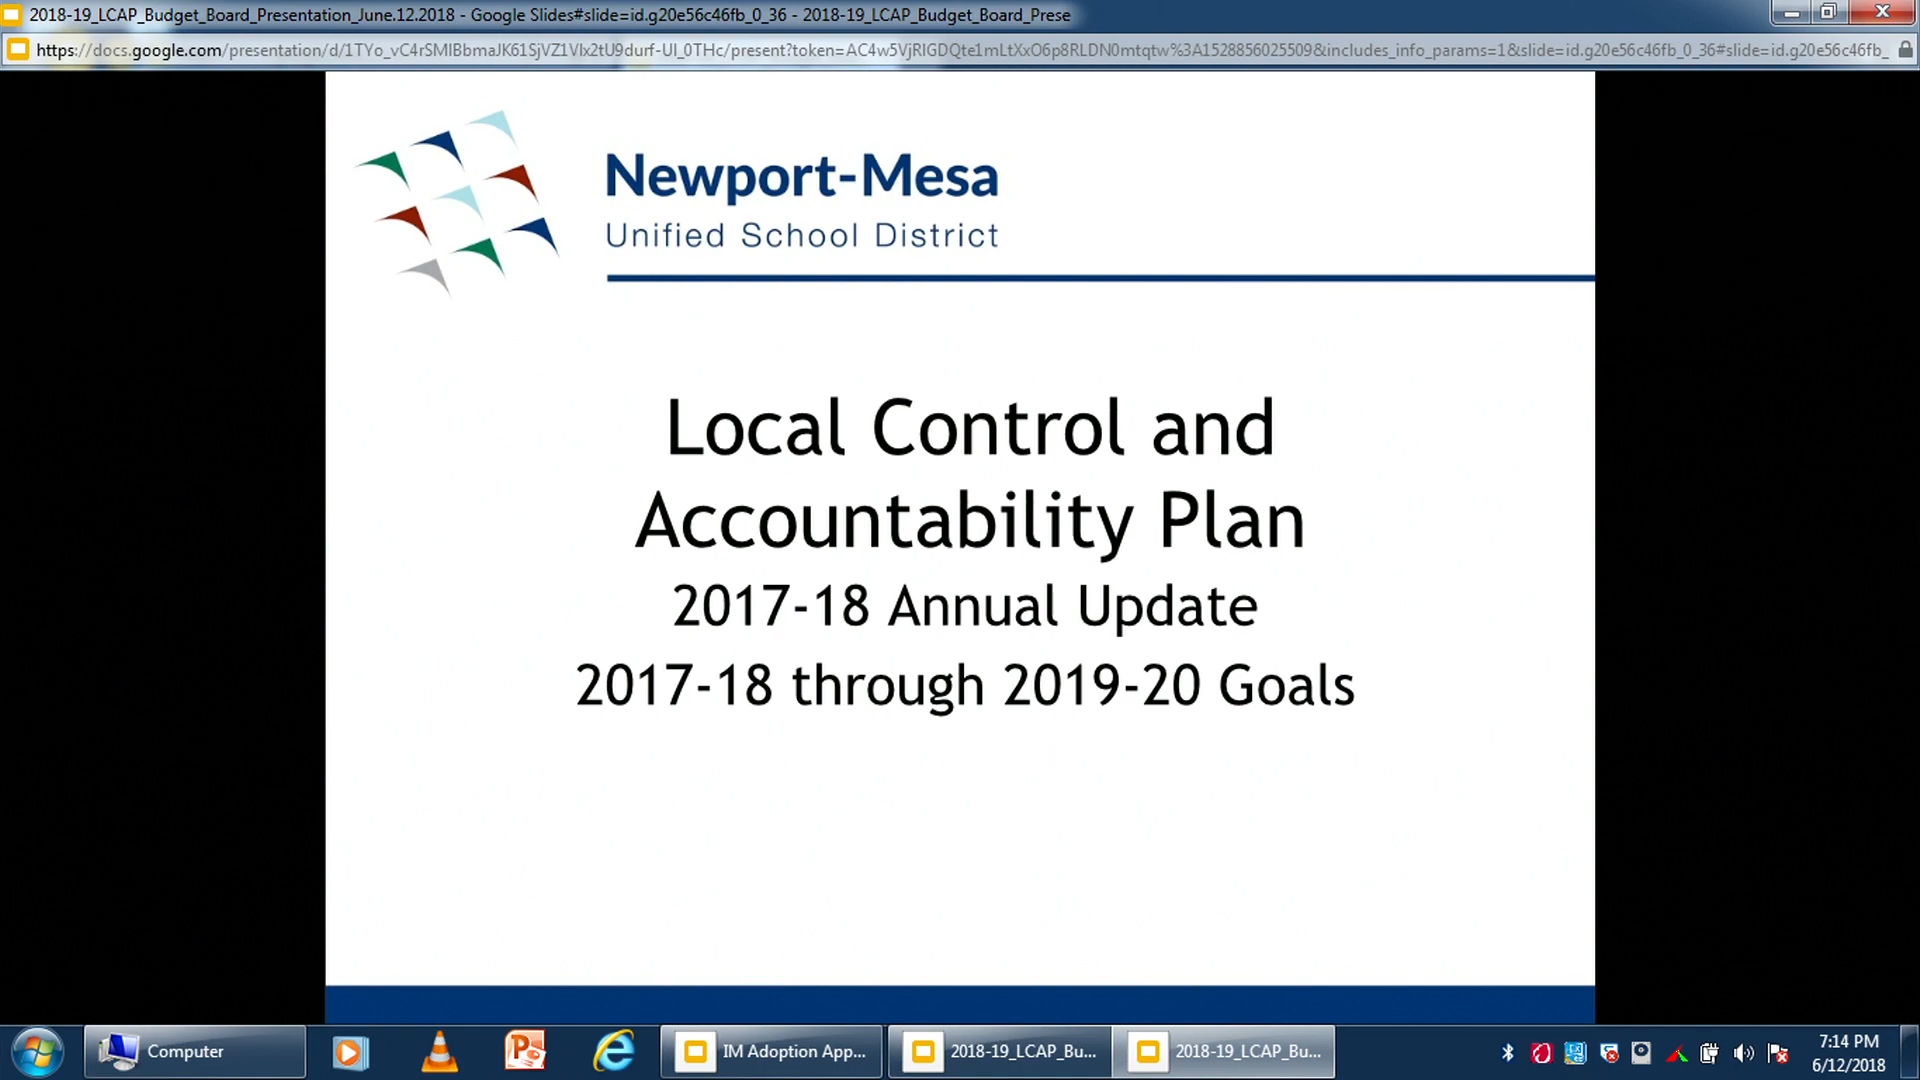 2018-19_LCAP_Budget_Board_Presentation_June.12.2018 - Google Slides#slide=id.g20e56c46fb_0_36 - 2018-19_LCAP_Budget_Board_Prese
https://docs.google.com/presentation/d/1TYo_vC4rSMIBbmaJK61SjVZ1VIx2tU9durf-UI_0THc/present?token=AC4w5VjRIGDQte1mLtXxO6p8RLDN0mtqtw%3A1528856025509&includes_info_params=1&slide=id.g20e56c46fb_0_36#slide=id.g20e56c46fb_
Newport-Mesa
Unified School District
Local Control and
Accountability Plan
2017-18 Annual Update
2017-18 through 2019-20 Goals
Computer
IM Adoption App...
2018-19_LCAP_Bu...
2018-19_LCAP_Bu...
7:14 PM
6/12/2018